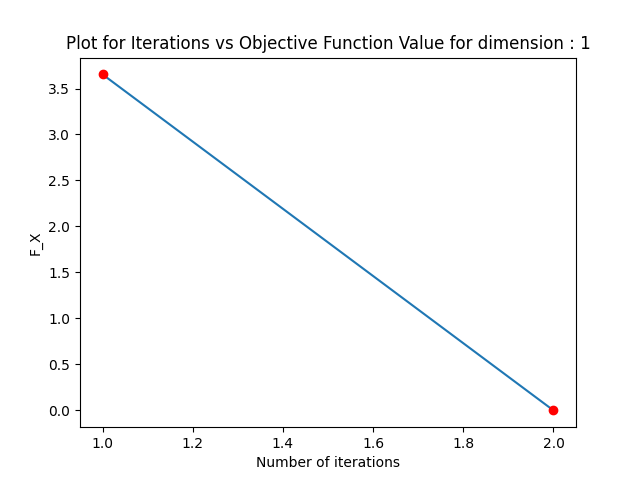 Plot for Iterations vs Objective Function Value for dimension : 1
3.5
3.0
2.5
2.0
1.5
1.0
0.5
0.0
F_X
1.0 1.2 1.4 1.6 1.8 2.0
Number of iterations